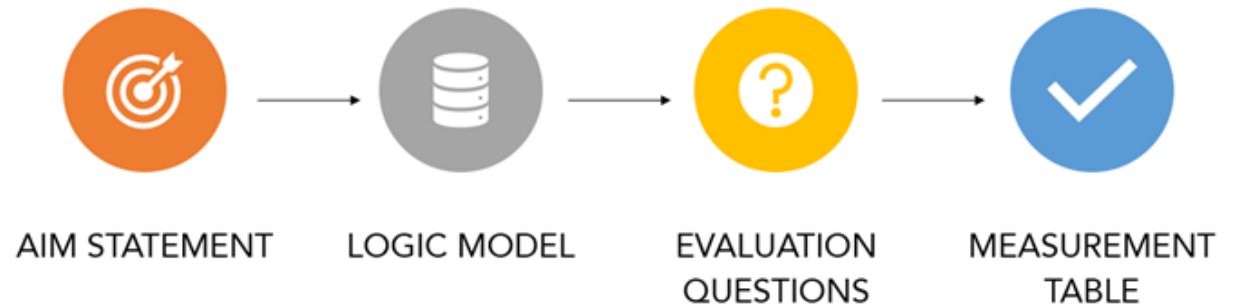 AIM STATEMENT
LOGIC MODEL
EVALUATION
QUESTIONS
MEASUREMENT
TABLE